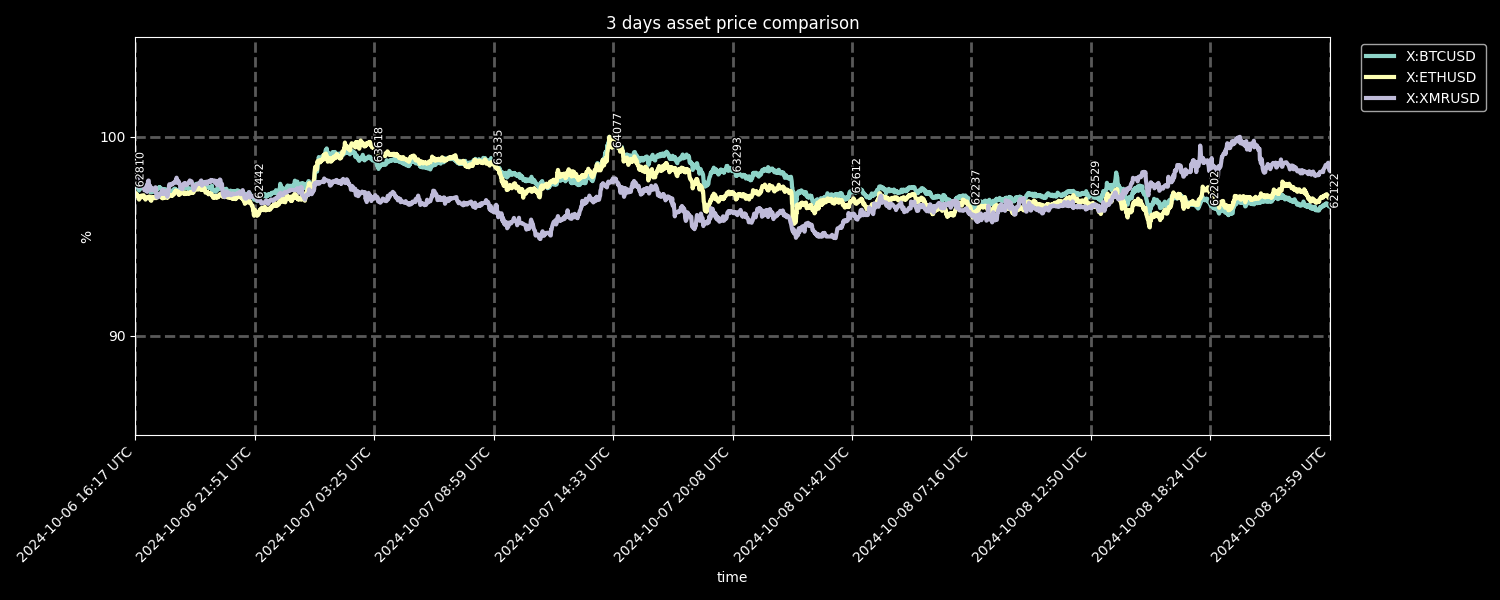 3 days asset price comparison
X:BTCUSD
X:ETHUSD
X:XMRUSD
100
90
%
62810
62442
63618
63535
64077
63293
62612
62237
62529
62202
62122
2024-10-06 16:17 UTC
2024-10-06 21:51 UTC
2024-10-07 03:25 UTC
2024-10-07 08:59 UTC
2024-10-07 14:33 UTC
2024-10-07 20:08 UTC
2024-10-08 01:42 UTC
2024-10-08 07:16 UTC
2024-10-08 12:50 UTC
2024-10-08 18:24 UTC
2024-10-08 23:59 UTC
time